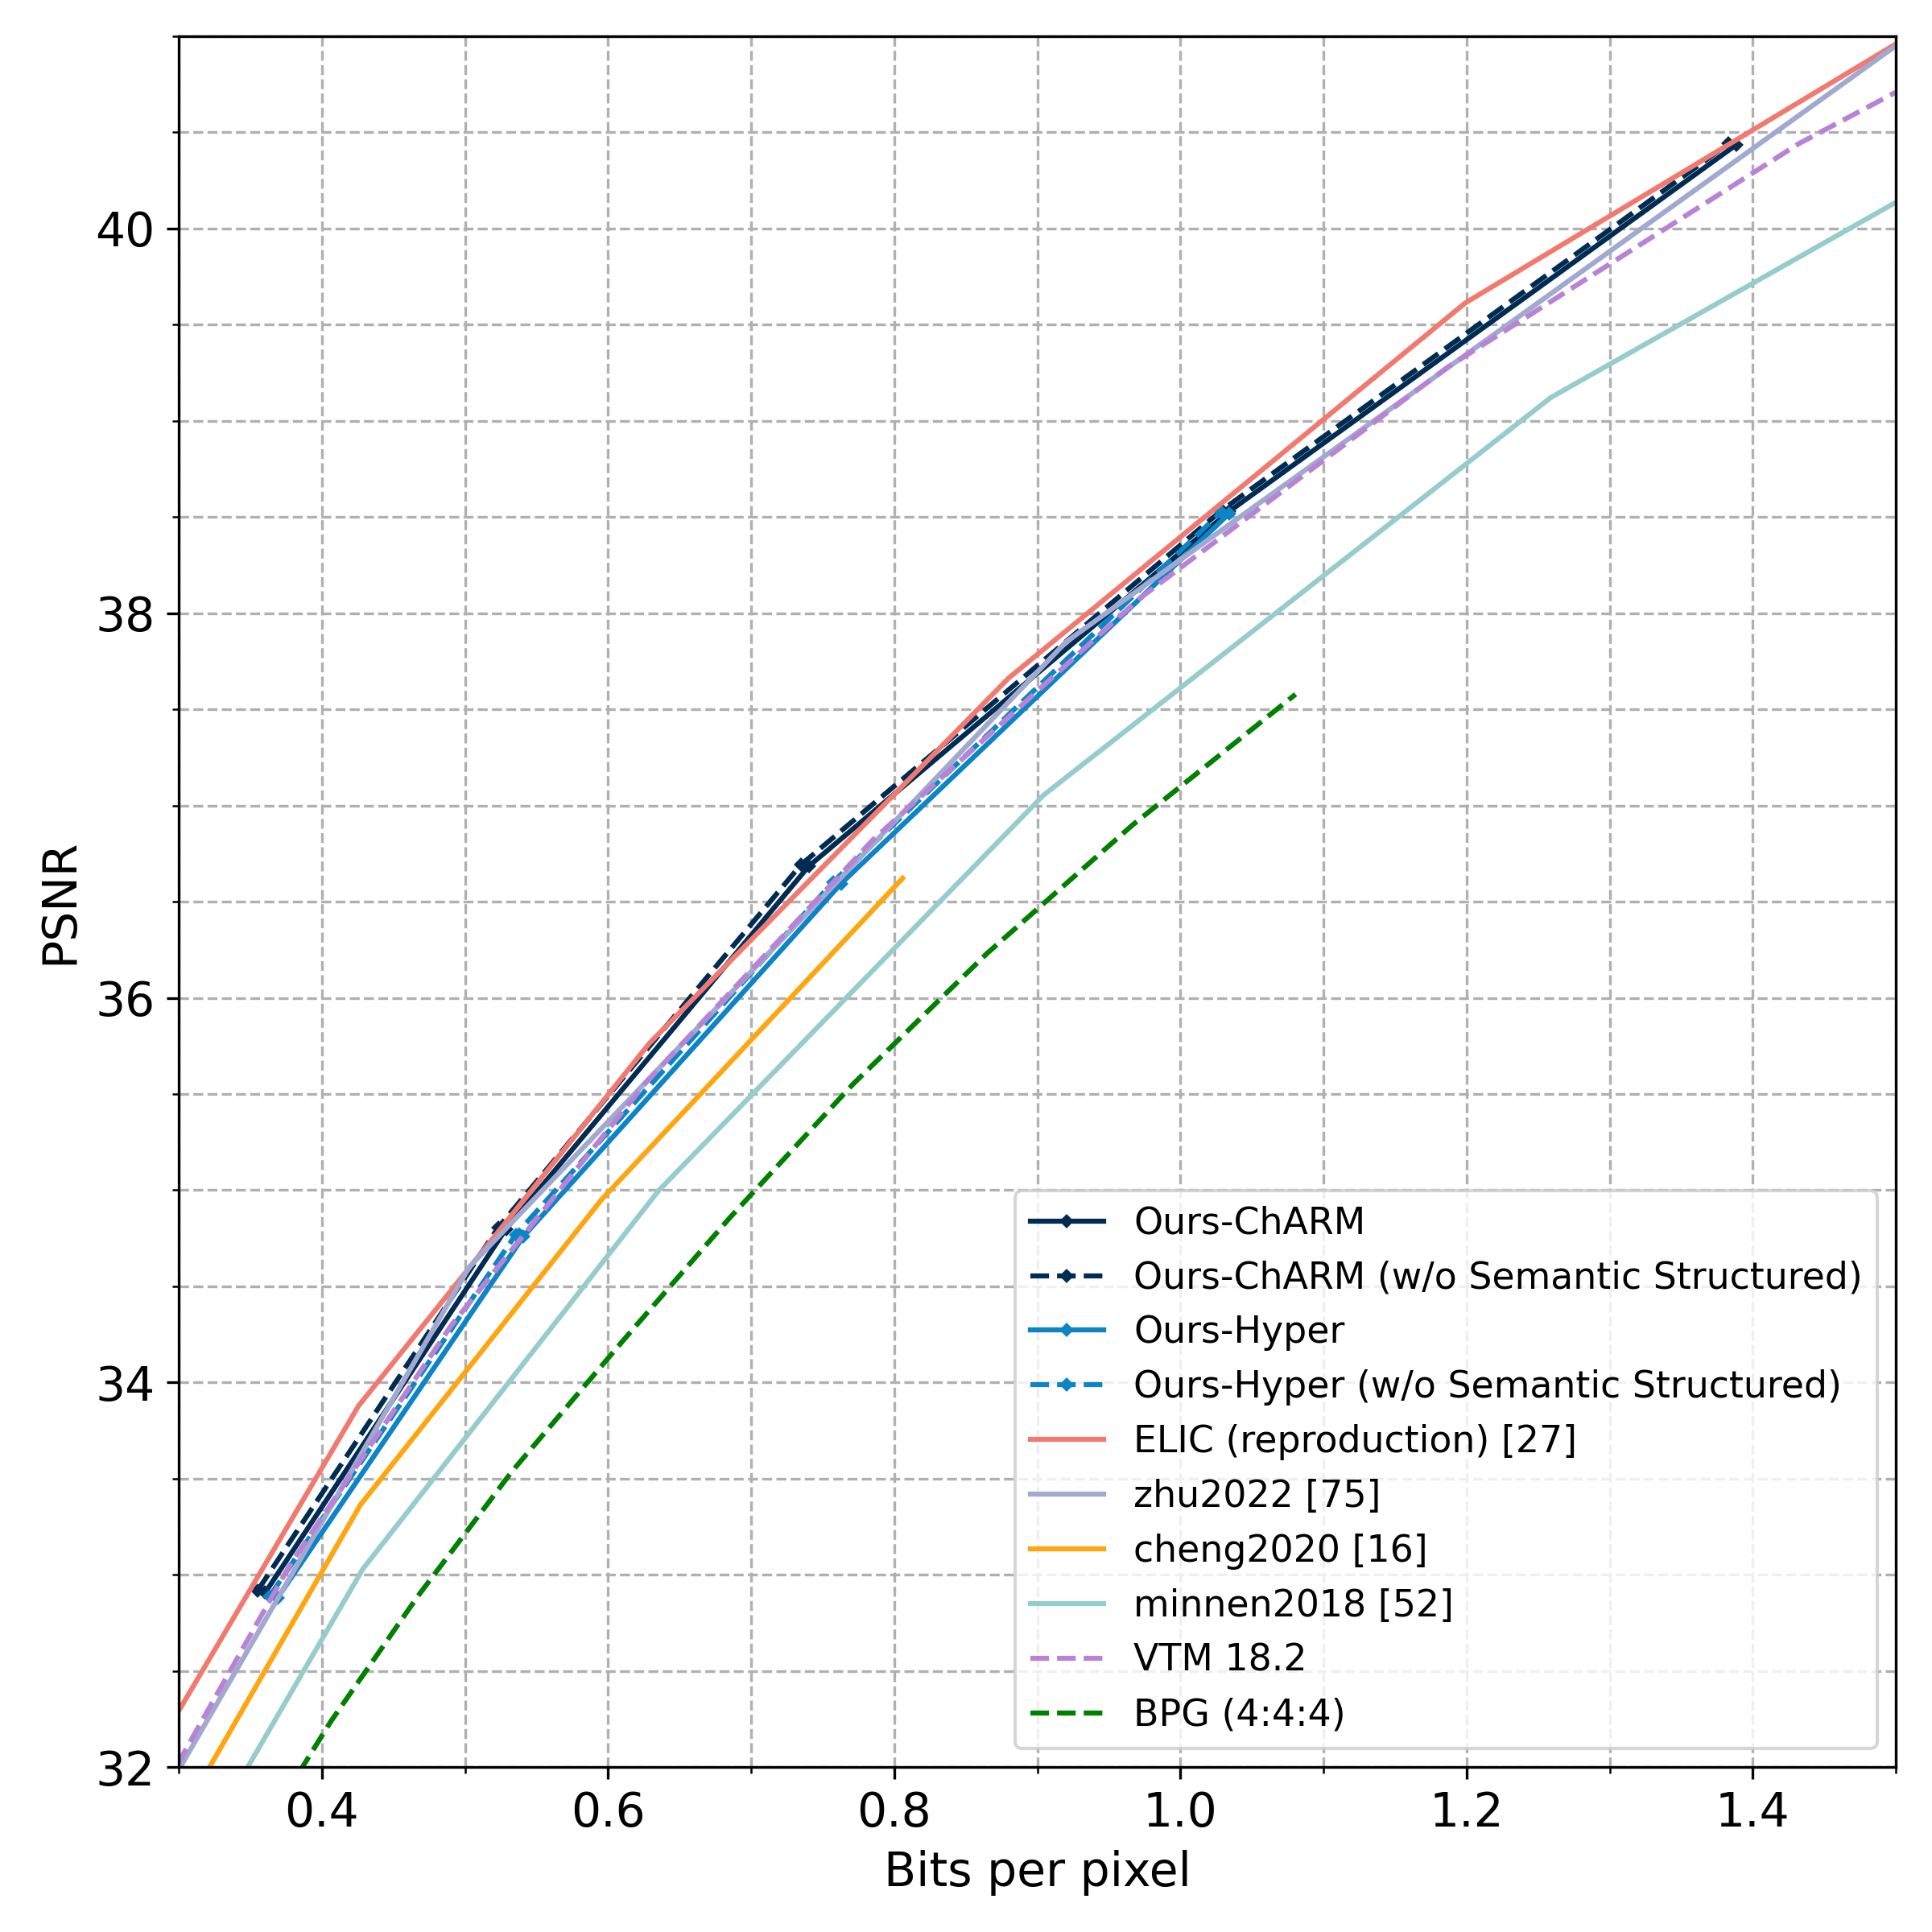 40
38
36
34
32
PSNR
0.4 0.6 0.8 1.0 1.2 1.4
Bits per pixel
Ours-ChARM
Ours-ChARM (w/o Semantic Structured)
Ours-Hyper
Ours-Hyper (w/o Semantic Structured)
ELIC (reproduction) [27]
zhu2022 [75]
cheng2020 [16]
minnen2018 [52]
VTM 18.2
BPG (4:4:4)